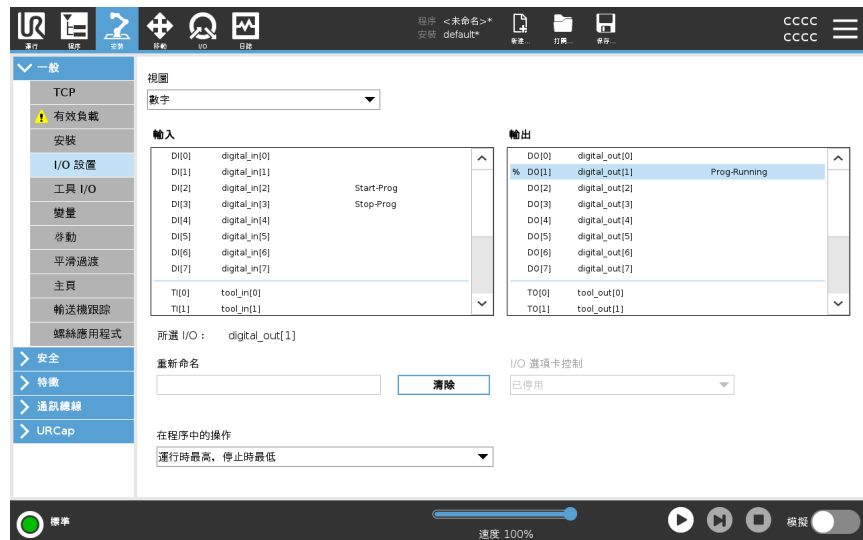 UR
運行 程序 安裝 移動 I/O 日誌
程序 <未命名>*
安裝 default*
新建... 打開... 保存...
CCCC
CCCC
一般
TCP
有效負載
安裝
I/O 設置
工具 I/O
變量
啓動
平滑過渡
主頁
輸送機跟踪
螺絲應用程式
安全
特徵
通訊總線
URCap
視圖
數字
輸入
DI[0] digital_in[0]
DI[1] digital_in[1]
DI[2] digital_in[2] Start-Prog
DI[3] digital_in[3] Stop-Prog
DI[4] digital_in[4]
DI[5] digital_in[5]
DI[6] digital_in[6]
DI[7] digital_in[7]
TI[0] tool_in[0]
TI[1] tool_in[1]
輸出
DO[0] digital_out[0]
% DO[1] digital_out[1] Prog-Running
DO[2] digital_out[2]
DO[3] digital_out[3]
DO[4] digital_out[4]
DO[5] digital_out[5]
DO[6] digital_out[6]
DO[7] digital_out[7]
TO[0] tool_out[0]
TO[1] tool_out[1]
所選 I/O : digital_out[1]
重新命名
清除
I/O 選項卡控制
已停用
在程序中的操作
運行時最高，停止時最低
標準
速度 100%
模擬